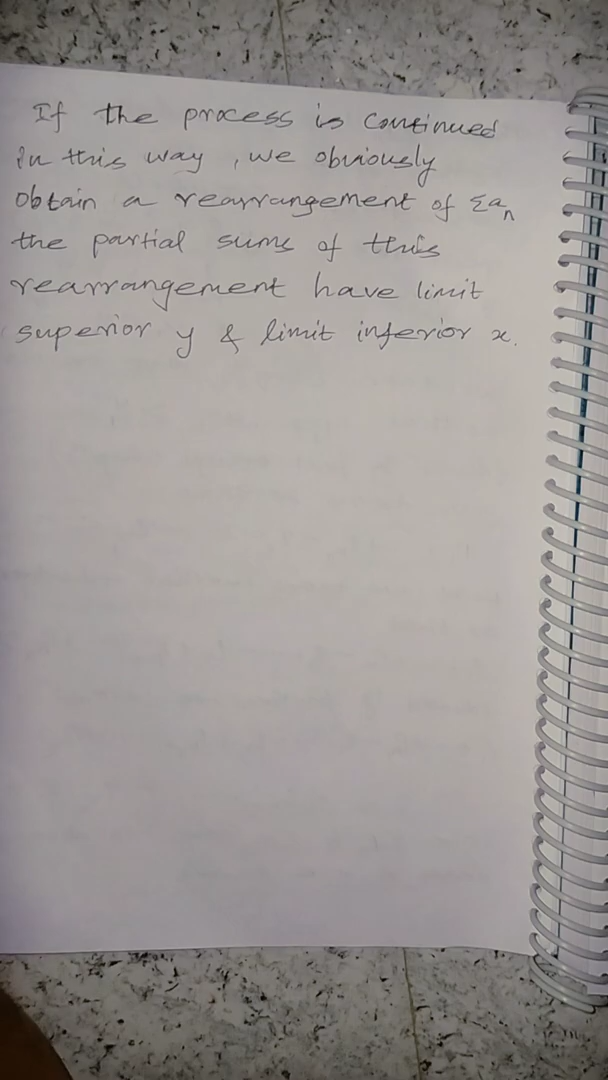 If the process is continued
in this way, we obviously
obtain a rearrangement of Σaₙ
the partial sums of this
rearrangement have limit
superior y & limit inferior x.